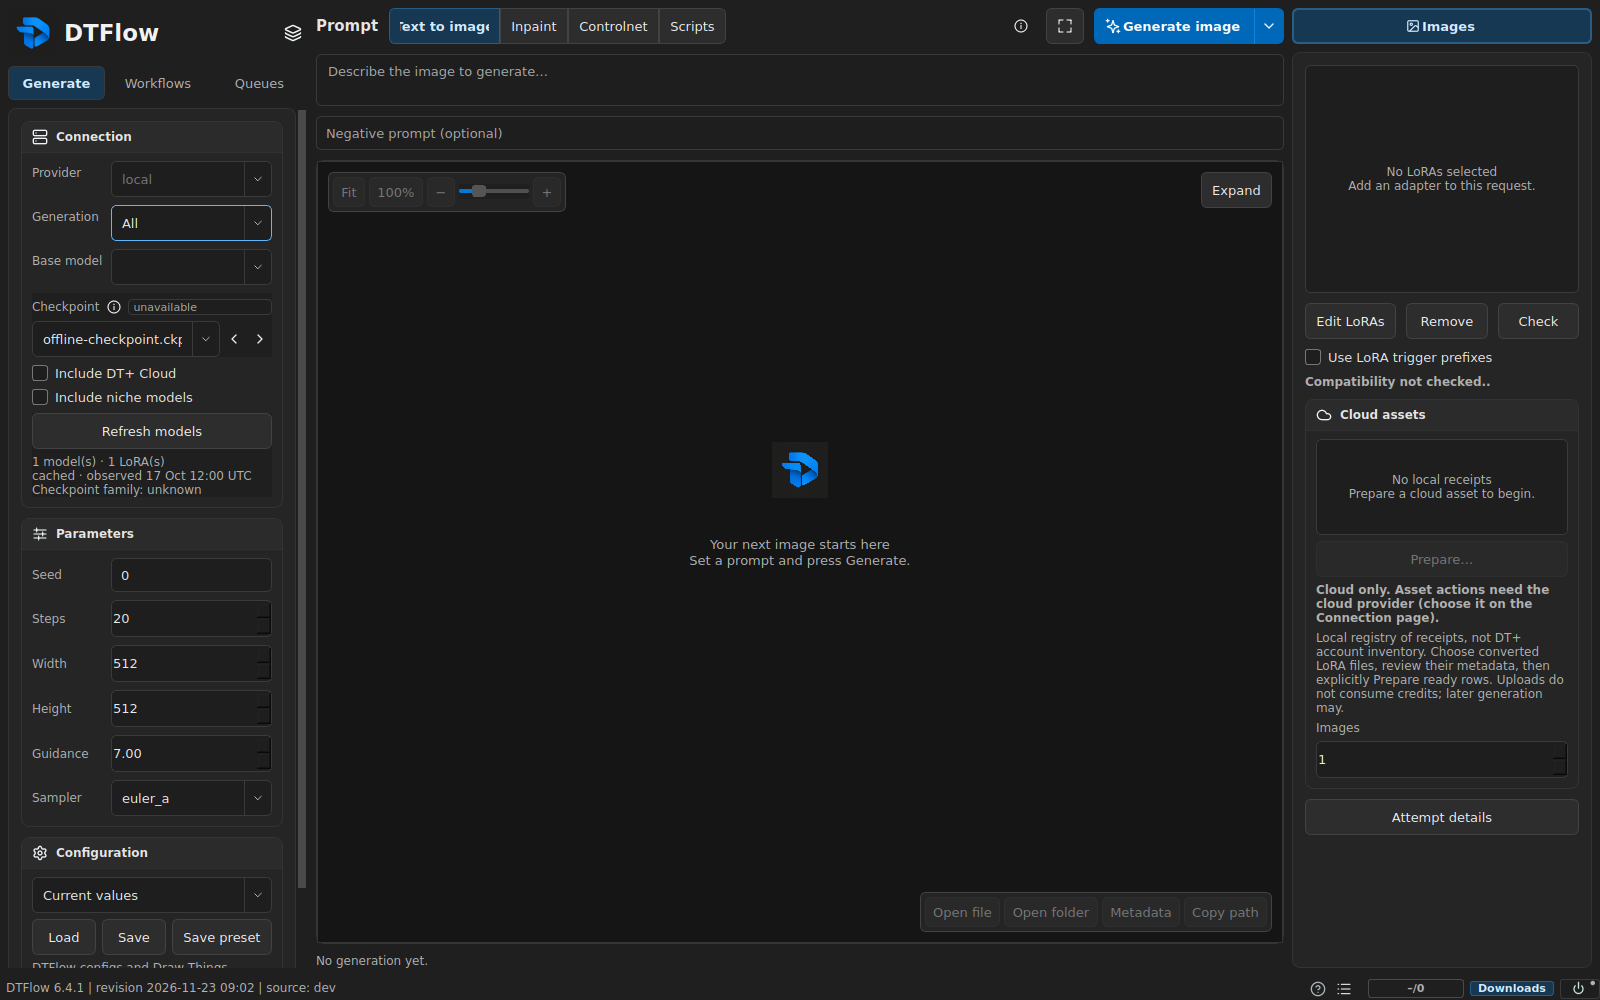 DTFlow
Generate
Workflows
Queues
Connection
Provider
local
Generation
All
Base model
Checkpoint
unavailable
offline-checkpoint.ckp
Include DT+ Cloud
Include niche models
Refresh models
1 model(s) · 1 LoRA(s)
cached · observed 17 Oct 12:00 UTC
Checkpoint family: unknown
Parameters
Seed
0
Steps
20
Width
512
Height
512
Guidance
7.00
Sampler
euler_a
Configuration
Current values
Load
Save
Save preset
DTFlow configs and Draw Things
Prompt
Text to image
Inpaint
Controlnet
Scripts
Generate image
Describe the image to generate...
Negative prompt (optional)
Fit
100%
−
+
Expand
Your next image starts here
Set a prompt and press Generate.
Open file
Open folder
Metadata
Copy path
No generation yet.
Images
No LoRAs selected
Add an adapter to this request.
Edit LoRAs
Remove
Check
Use LoRA trigger prefixes
Compatibility not checked..
Cloud assets
No local receipts
Prepare a cloud asset to begin.
Prepare...
Cloud only. Asset actions need the
cloud provider (choose it on the
Connection page).
Local registry of receipts, not DT+
account inventory. Choose converted
LoRA files, review their metadata, then
explicitly Prepare ready rows. Uploads do
not consume credits; later generation
may.
Images
1
Attempt details
DTFlow 6.4.1 | revision 2026-11-23 09:02 | source: dev
–/0
Downloads